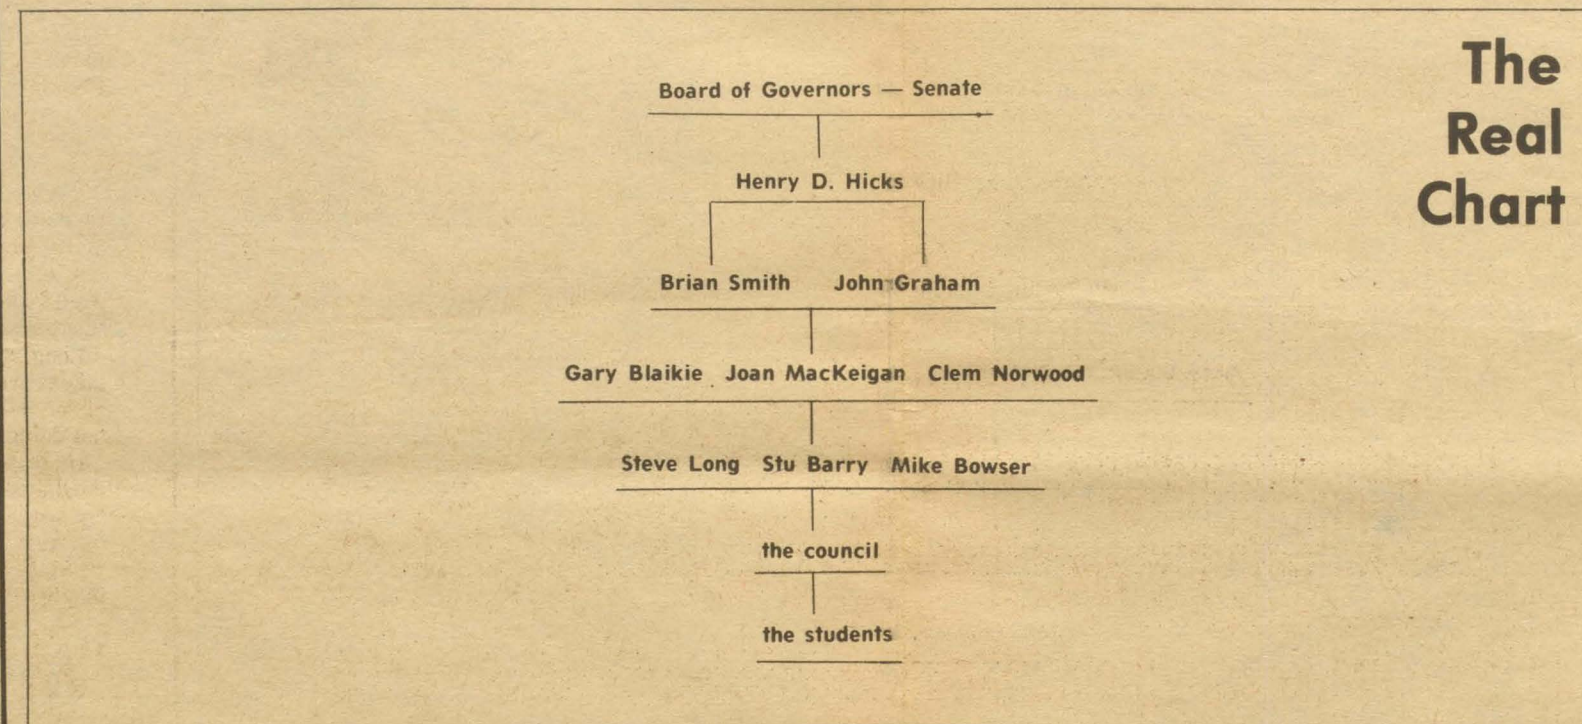 The
Real
Chart
Board of Governors — Senate
Henry D. Hicks
Brian Smith John Graham
Gary Blaikie Joan MacKeigan Clem Norwood
Steve Long Stu Barry Mike Bowser
the council
the students